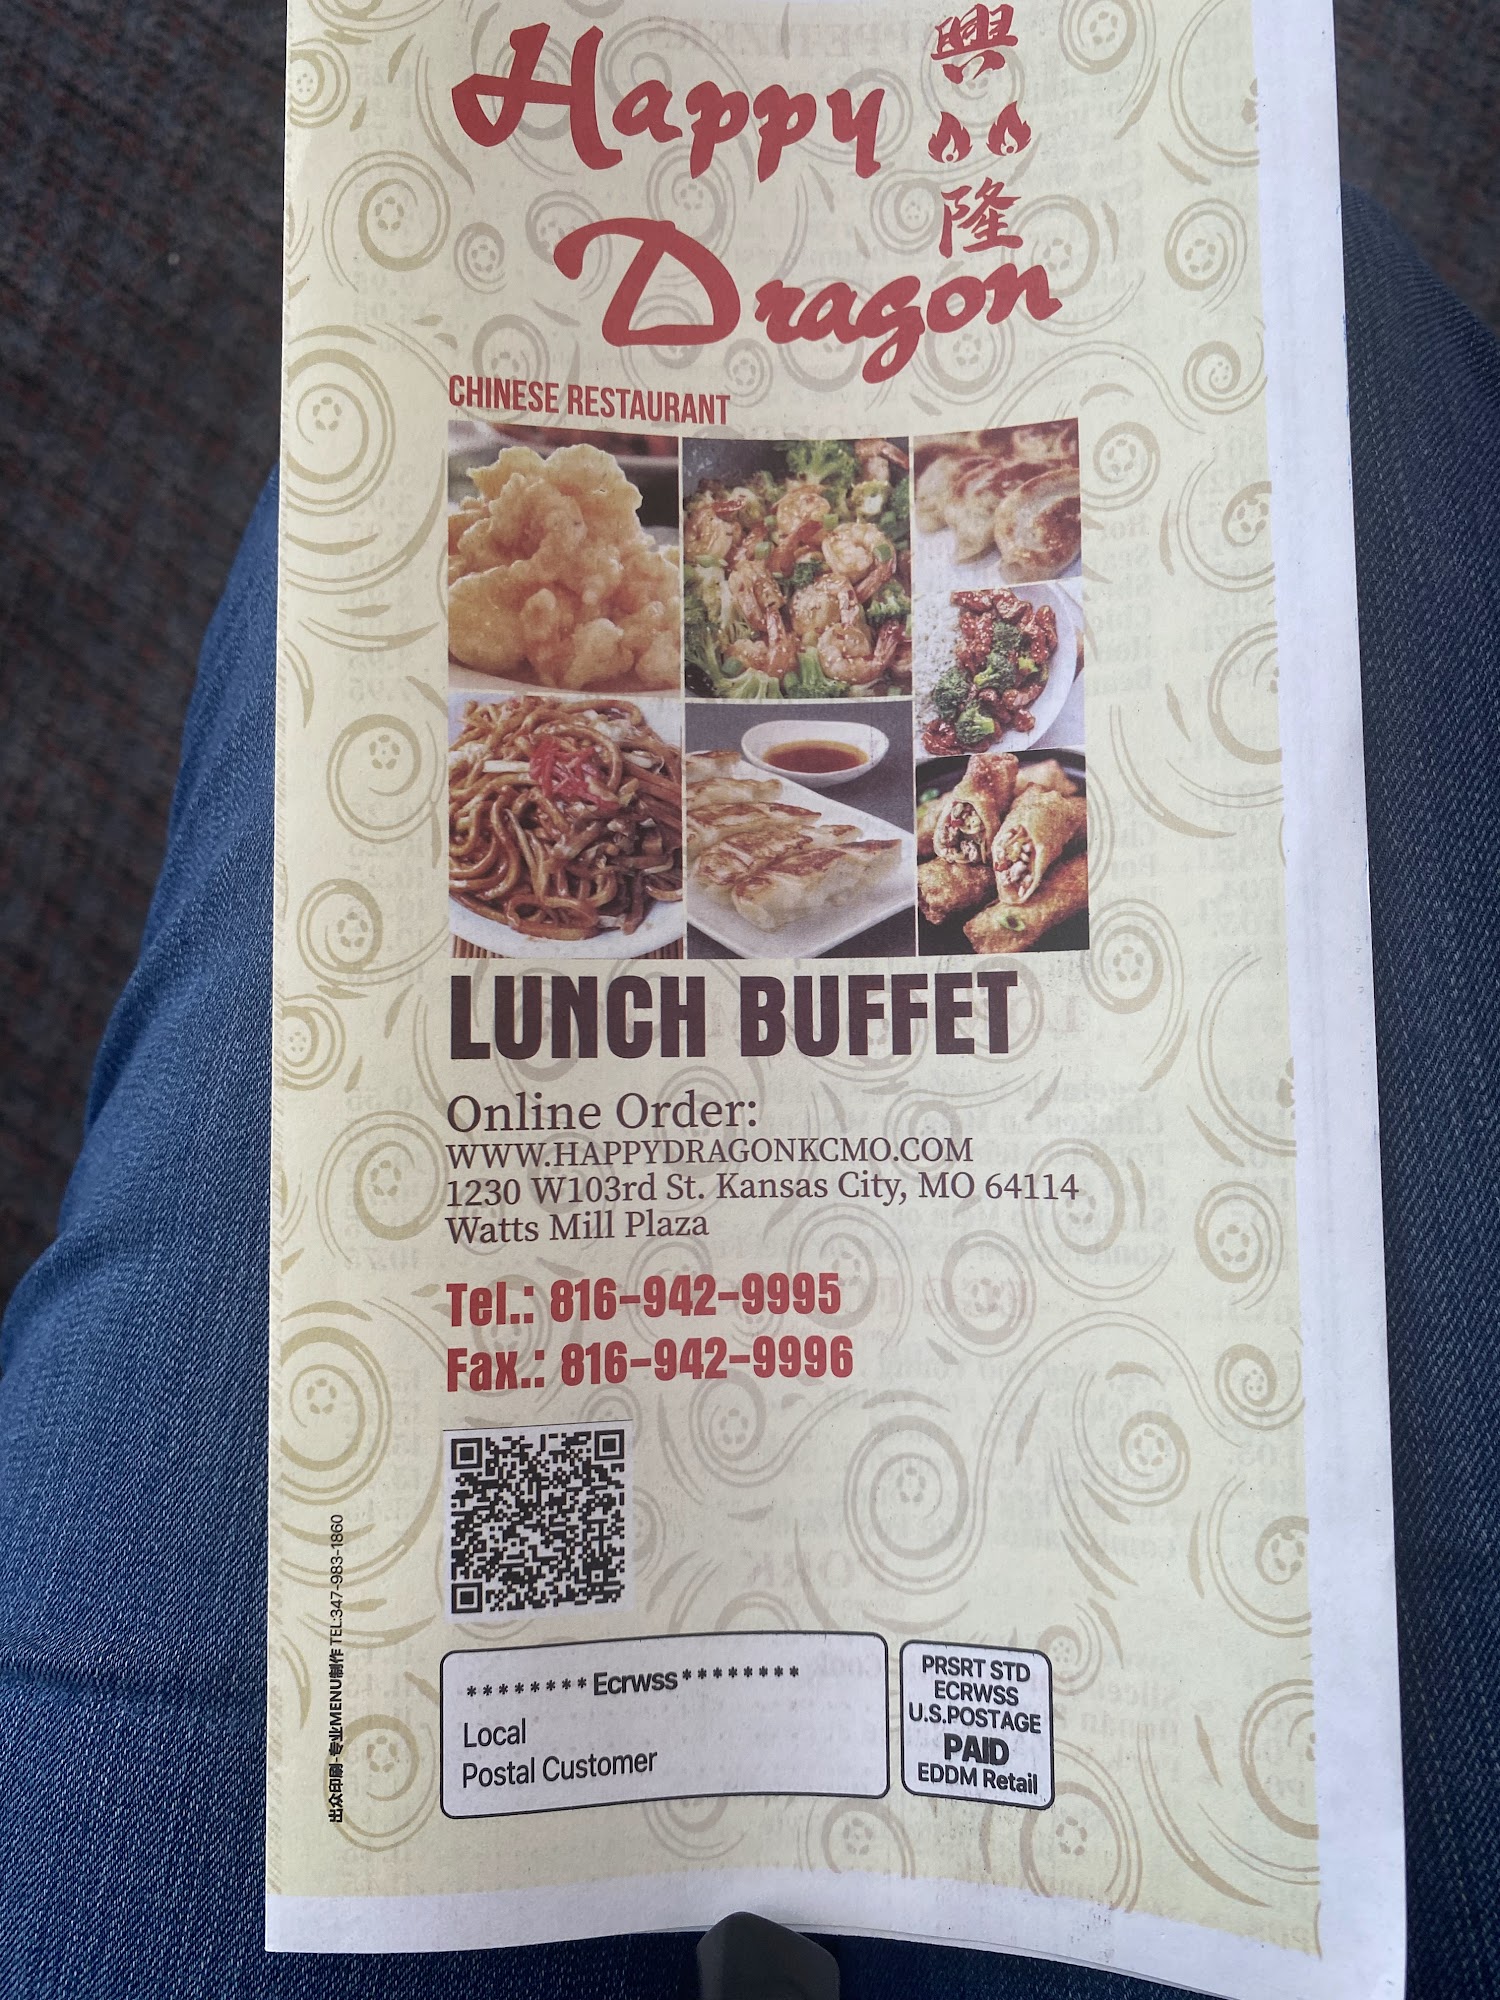 Happy
興
隆
Dragon
CHINESE RESTAURANT
LUNCH BUFFET
Online Order:
WWW.HAPPYDRAGONKCMO.COM
1230 W103rd St. Kansas City, MO 64114
Watts Mill Plaza
Tel.: 816-942-9995
Fax.: 816-942-9996
出众印刷-专业MENU制作 TEL:347-983-1860
********Ecrwss********
Local
Postal Customer
PRSRT STD
ECRWSS
U.S.POSTAGE
PAID
EDDM Retail